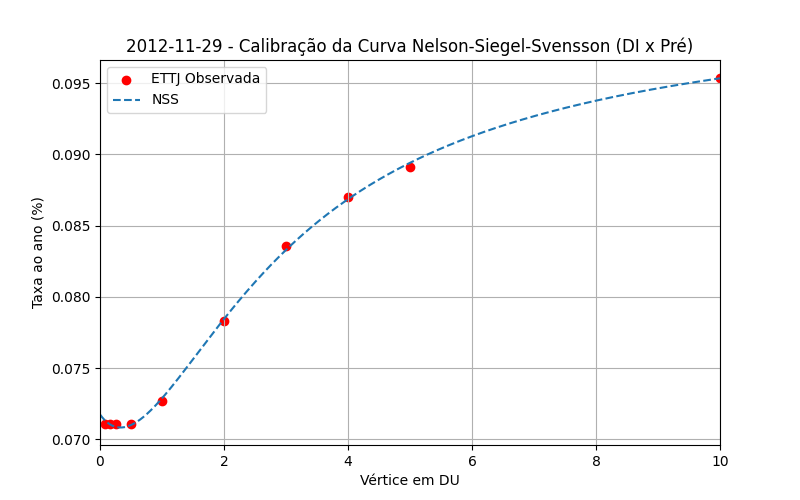 2012-11-29 - Calibração da Curva Nelson-Siegel-Svensson (DI x Pré)
ETTJ Observada
NSS
Taxa ao ano (%)
0.095
0.090
0.085
0.080
0.075
0.070
0 2 4 6 8 10
Vértice em DU